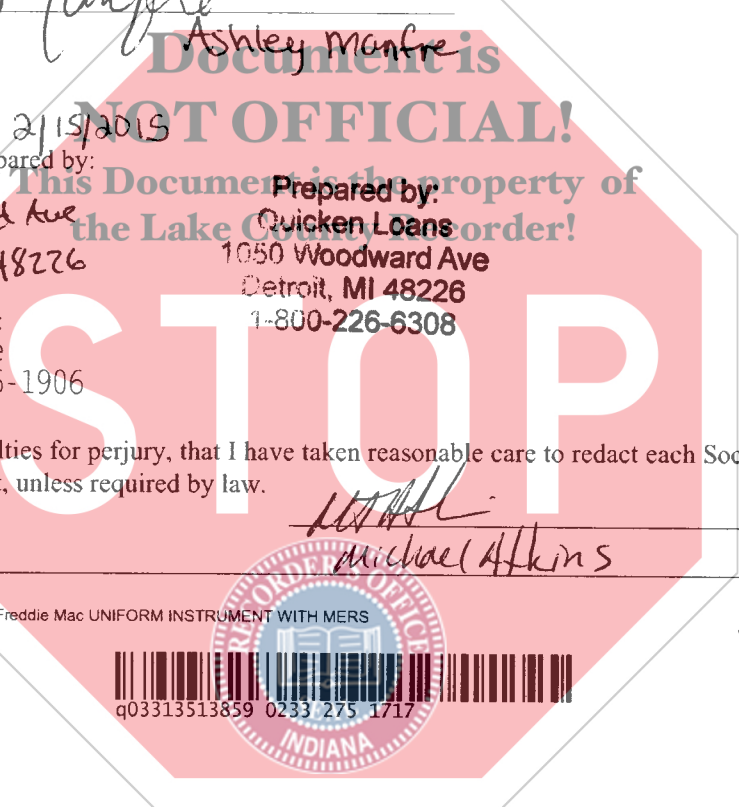 Ashley Manfre
Document is
NOT OFFICIAL!
2/15/2015
pared by:
This Document is the property of
Prepared by:
Ave
the Lake County Recorder!
Quicken Loans
48226
1050 Woodward Ave
Detroit, MI 48226
1-800-226-6308
-1906
STOP
lties for perjury, that I have taken reasonable care to redact each Soc
, unless required by law.
Michael Atkins
Freddie Mac UNIFORM INSTRUMENT WITH MERS
RECORDER'S OFFICE
q03313513859 0233 275 1717
INDIANA